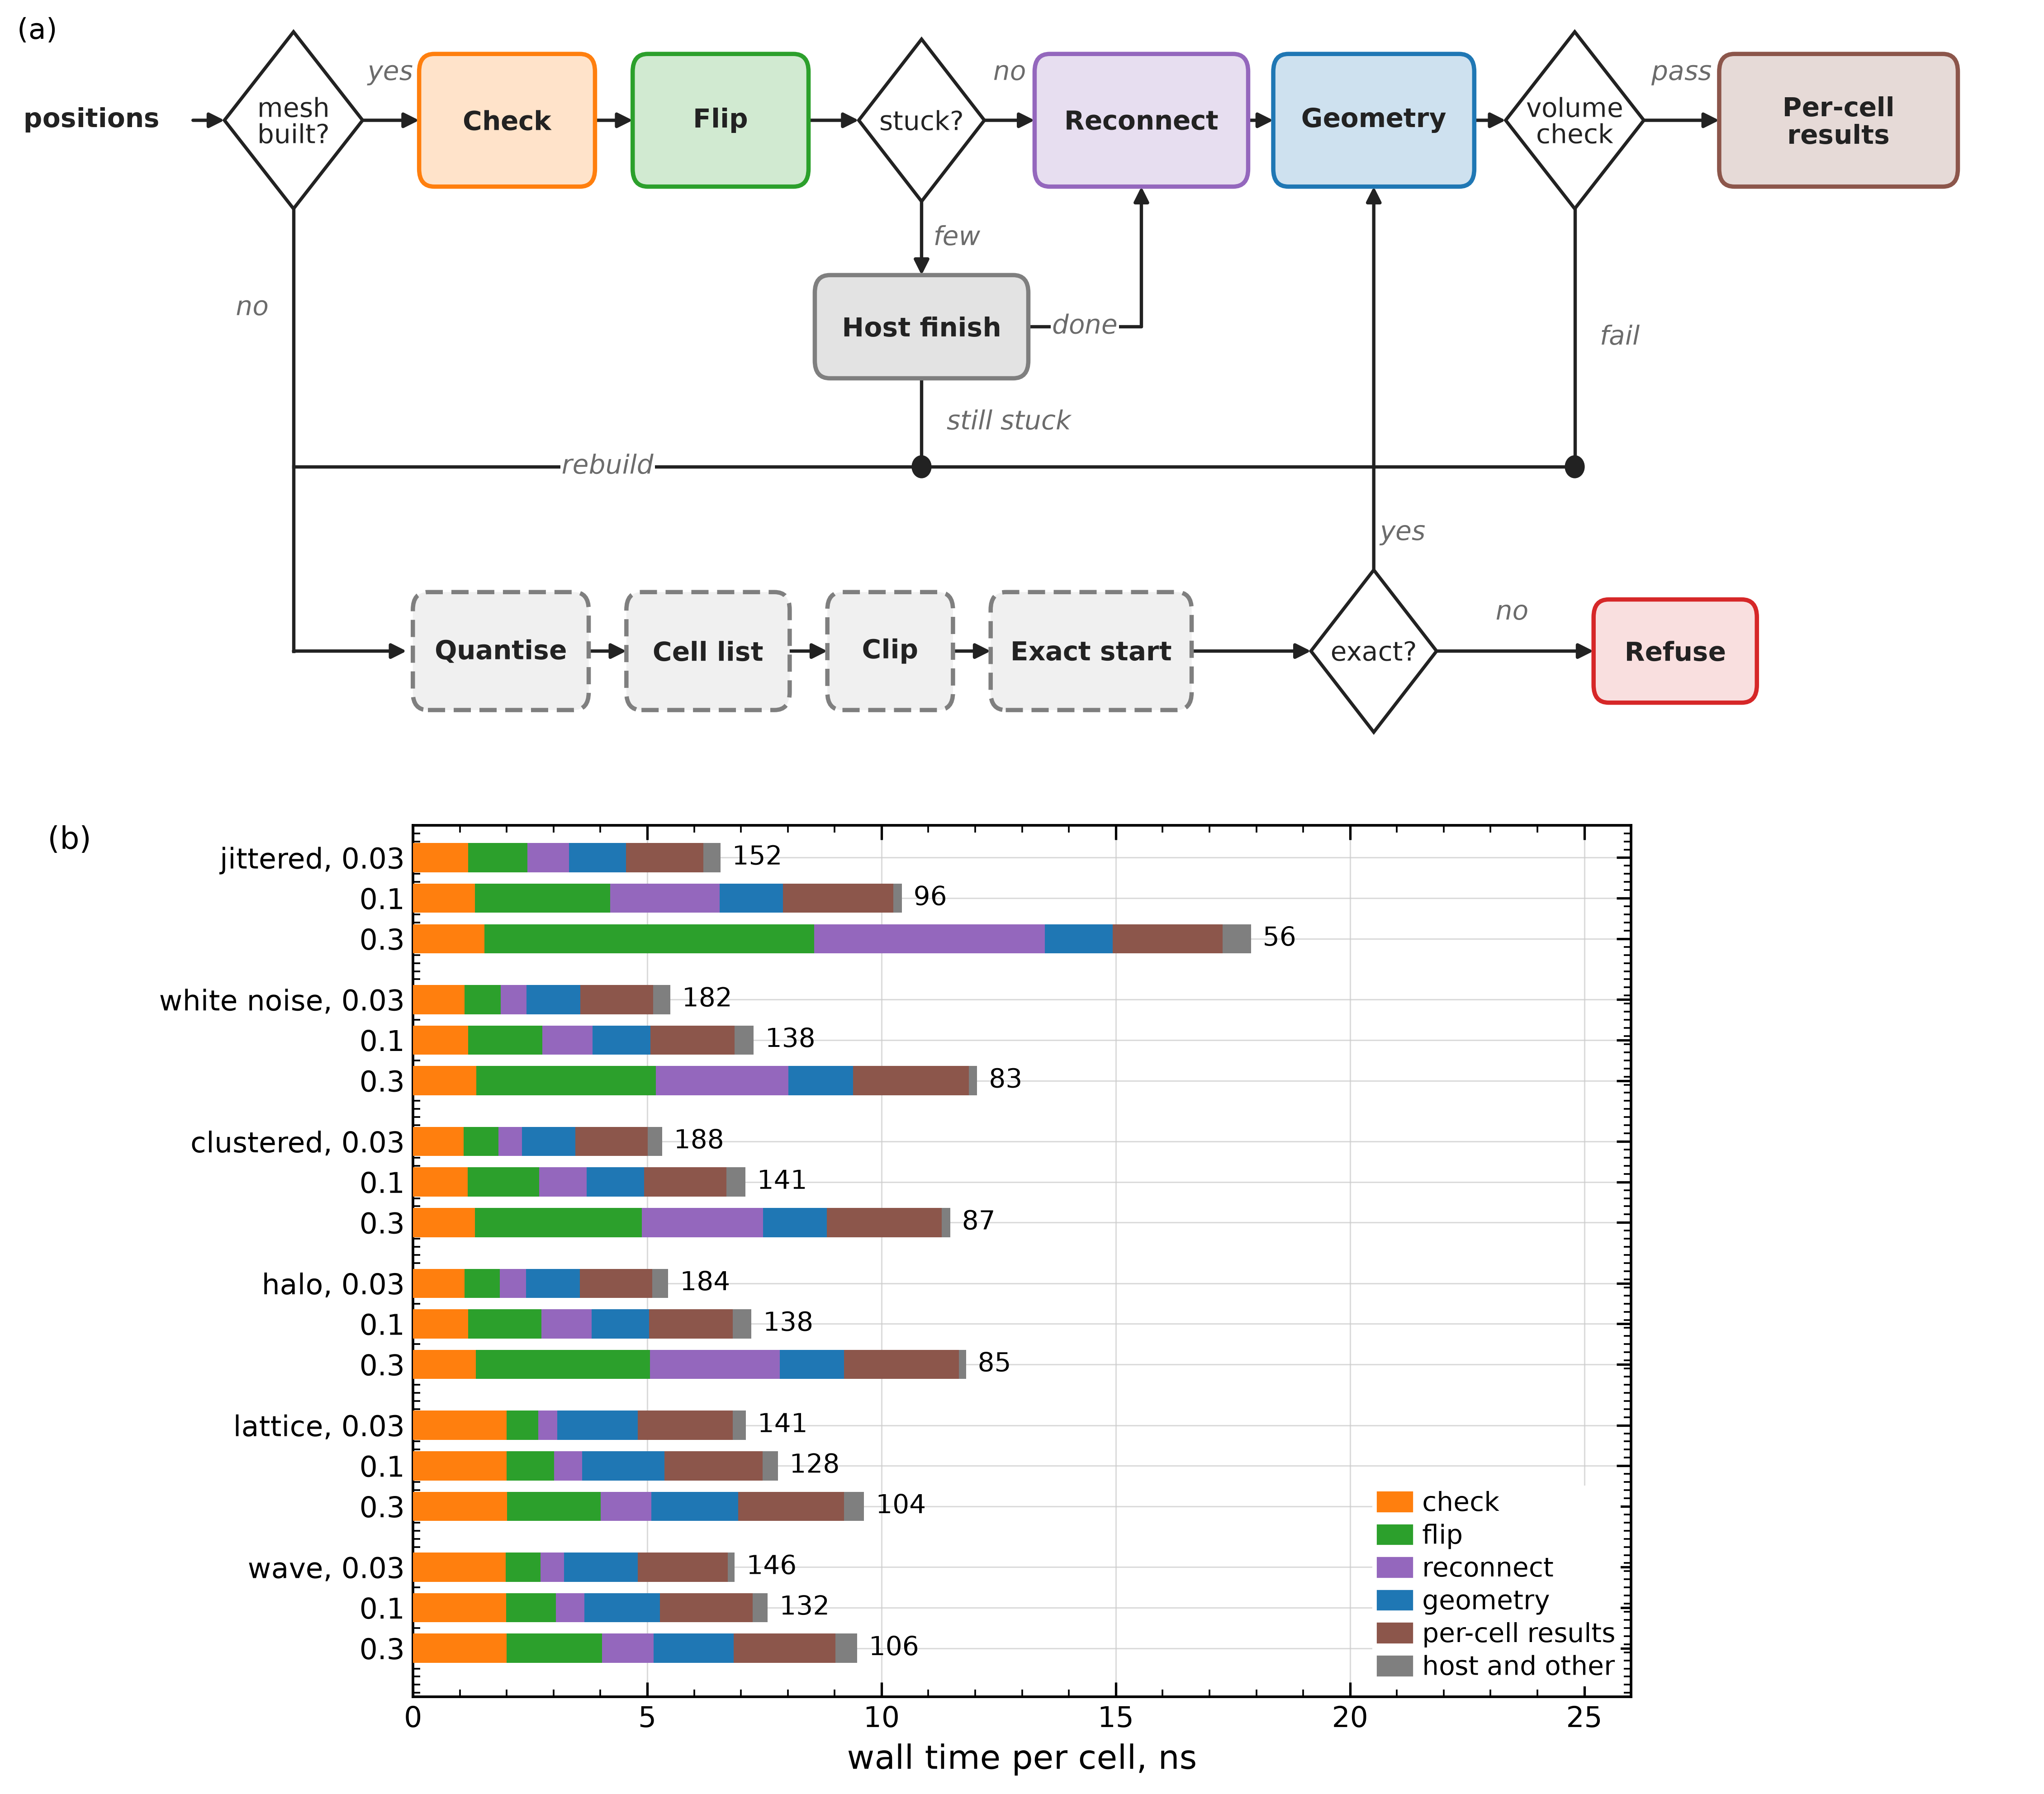 (a)
positions
mesh
built?
yes
Check
Flip
stuck?
no
Reconnect
Geometry
volume
check
pass
Per-cell
results
few
no
Host finish
done
fail
still stuck
rebuild
yes
Quantise
Cell list
Clip
Exact start
exact?
no
Refuse
(b)
jittered, 0.03
152
0.1
96
0.3
56
white noise, 0.03
182
0.1
138
0.3
83
clustered, 0.03
188
0.1
141
0.3
87
halo, 0.03
184
0.1
138
0.3
85
lattice, 0.03
141
0.1
128
0.3
104
wave, 0.03
146
0.1
132
0.3
106
check
flip
reconnect
geometry
per-cell results
host and other
0 5 10 15 20 25
wall time per cell, ns